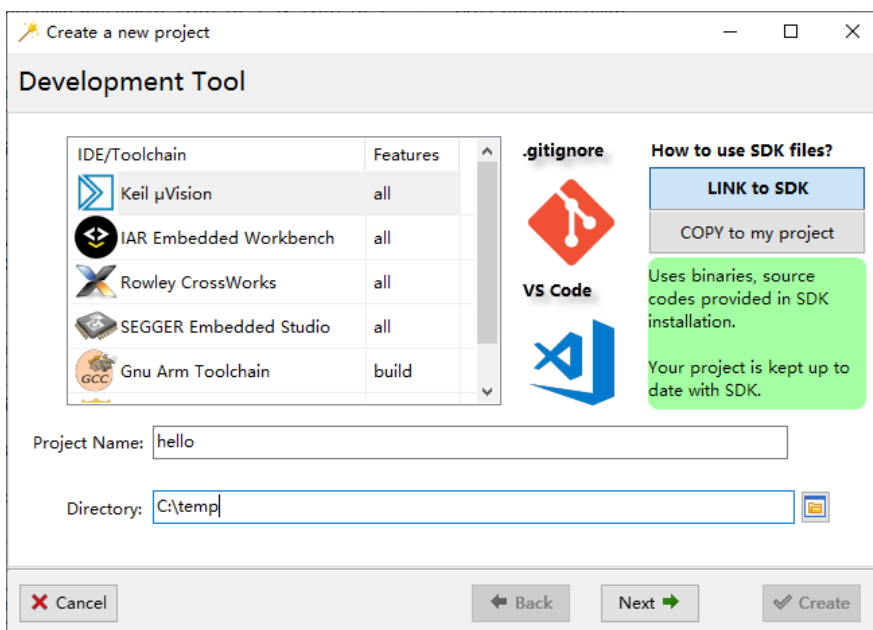 Create a new project
Development Tool
IDE/Toolchain Features
Keil µVision all
IAR Embedded Workbench all
Rowley CrossWorks all
SEGGER Embedded Studio all
GCC Gnu Arm Toolchain build
.gitignore
VS Code
How to use SDK files?
LINK to SDK
COPY to my project
Uses binaries, source
codes provided in SDK
installation.
Your project is kept up to
date with SDK.
Project Name: hello
Directory: C:\temp
Cancel
Back
Next
Create